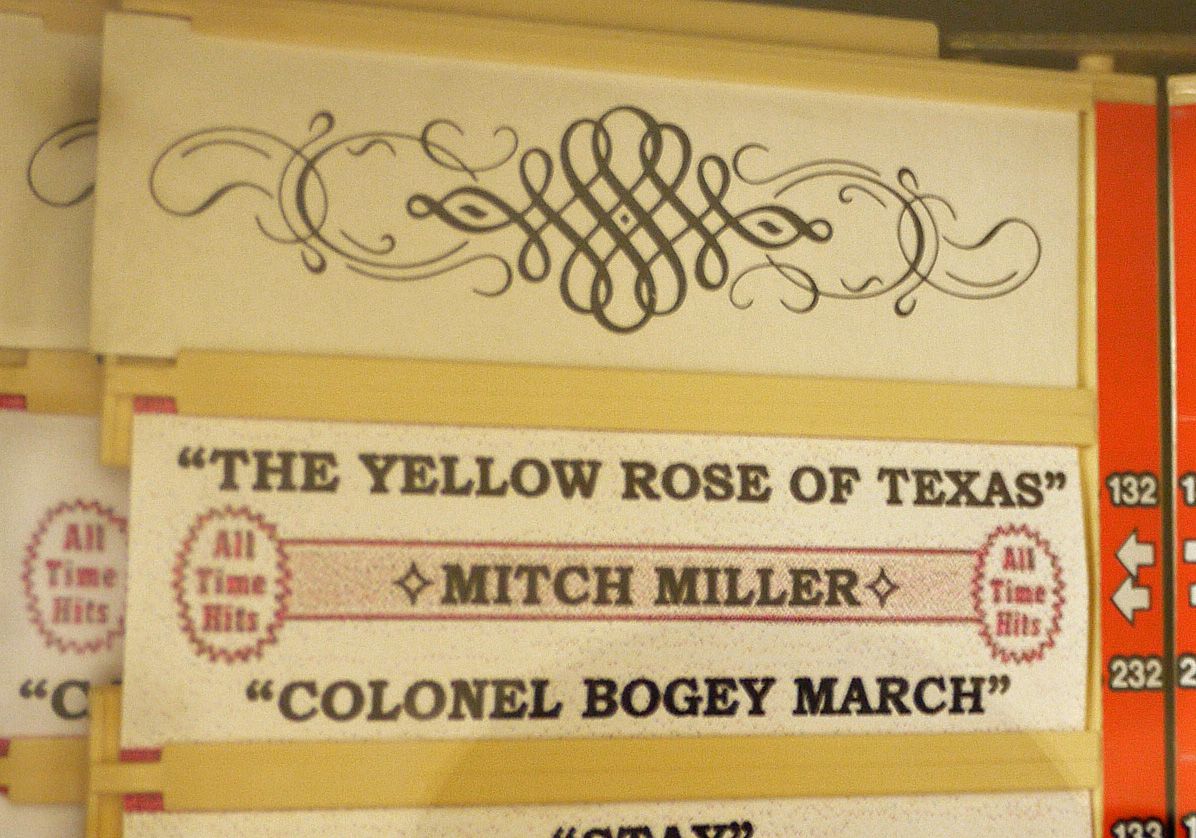 “THE YELLOW ROSE OF TEXAS”
All
Time
Hits
MITCH MILLER
All
Time
Hits
“COLONEL BOGEY MARCH”
132
232
All
Time
Hits
“C
“STAY”